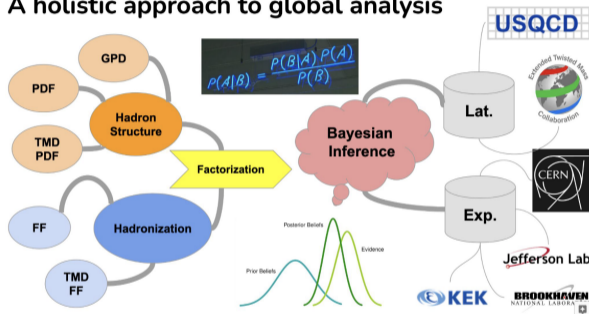 A holistic approach to global analysis
USQCD
GPD
P(A|B) = P(B|A) P(A)
P(B)
PDF
Hadron
Structure
TMD
PDF
Extended Twisted Mass
Collaboration
Lat.
Bayesian
Inference
Factorization
CERN
FF
Hadronization
Exp.
Posterior Beliefs
Evidence
Prior Beliefs
Jefferson Lab
TMD
FF
KEK
BROOKHAVEN
NATIONAL LABORA